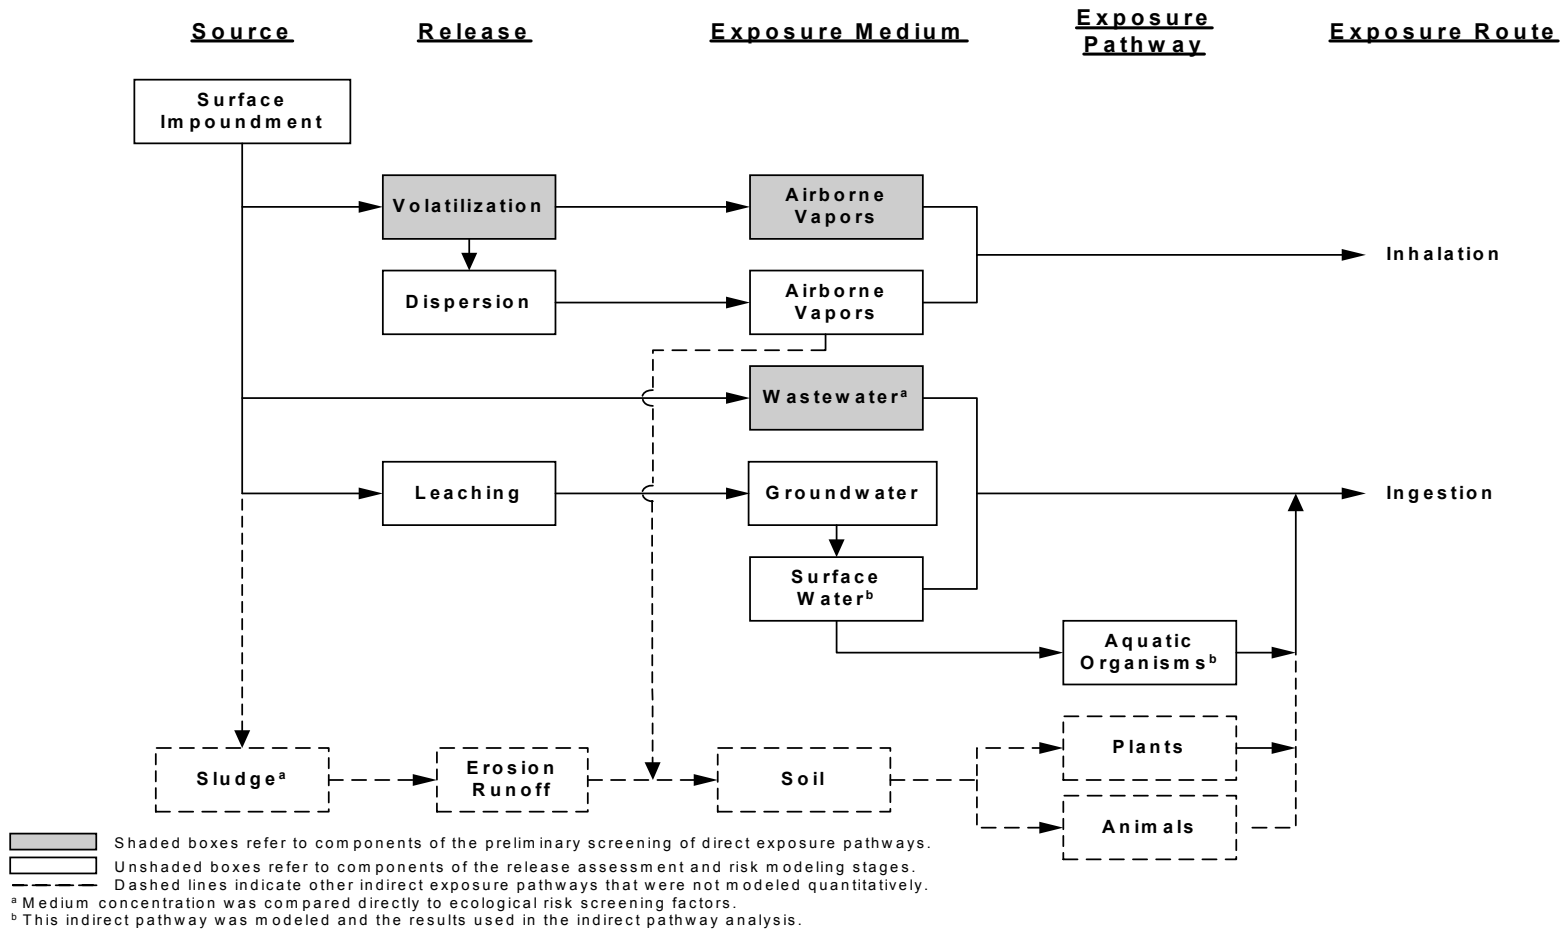 Source
Release
Exposure Medium
Exposure
Pathway
Exposure Route
Surface
Impoundment
Volatilization
Airborne
Vapors
Inhalation
Dispersion
Airborne
Vapors
Wastewaterᵃ
Leaching
Groundwater
Ingestion
Surface
Waterᵇ
Aquatic
Organismsᵇ
Plants
Sludgeᵃ
Erosion
Runoff
Soil
Animals
Shaded boxes refer to components of the preliminary screening of direct exposure pathways.
Unshaded boxes refer to components of the release assessment and risk modeling stages.
Dashed lines indicate other indirect exposure pathways that were not modeled quantitatively.
ᵃ Medium concentration was compared directly to ecological risk screening factors.
ᵇ This indirect pathway was modeled and the results used in the indirect pathway analysis.